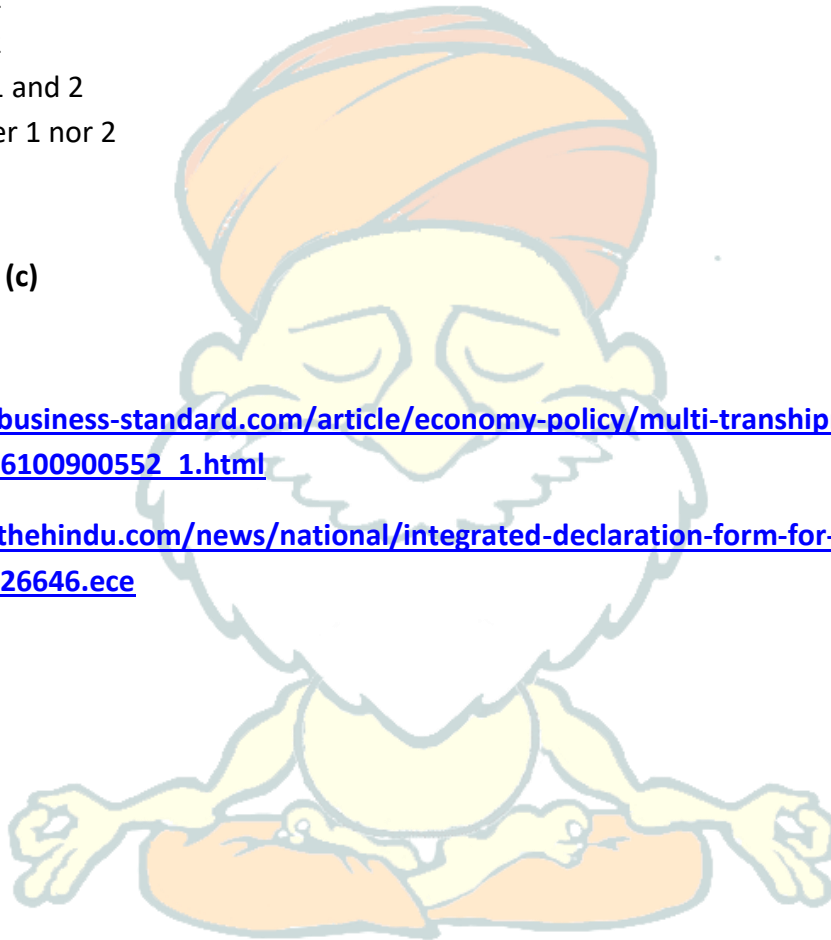 1 and 2
er 1 nor 2
(c)
business-standard.com/article/economy-policy/multi-tranship
6100900552_1.html
thehindu.com/news/national/integrated-declaration-form-for-
26646.ece